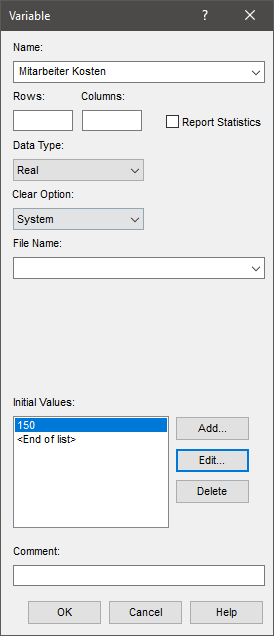 Variable ? ×
Name:
Mitarbeiter Kosten
Rows: Columns:
Report Statistics
Data Type:
Real
Clear Option:
System
File Name:
Initial Values:
150
<End of list>
Add...
Edit...
Delete
Comment:
OK Cancel Help